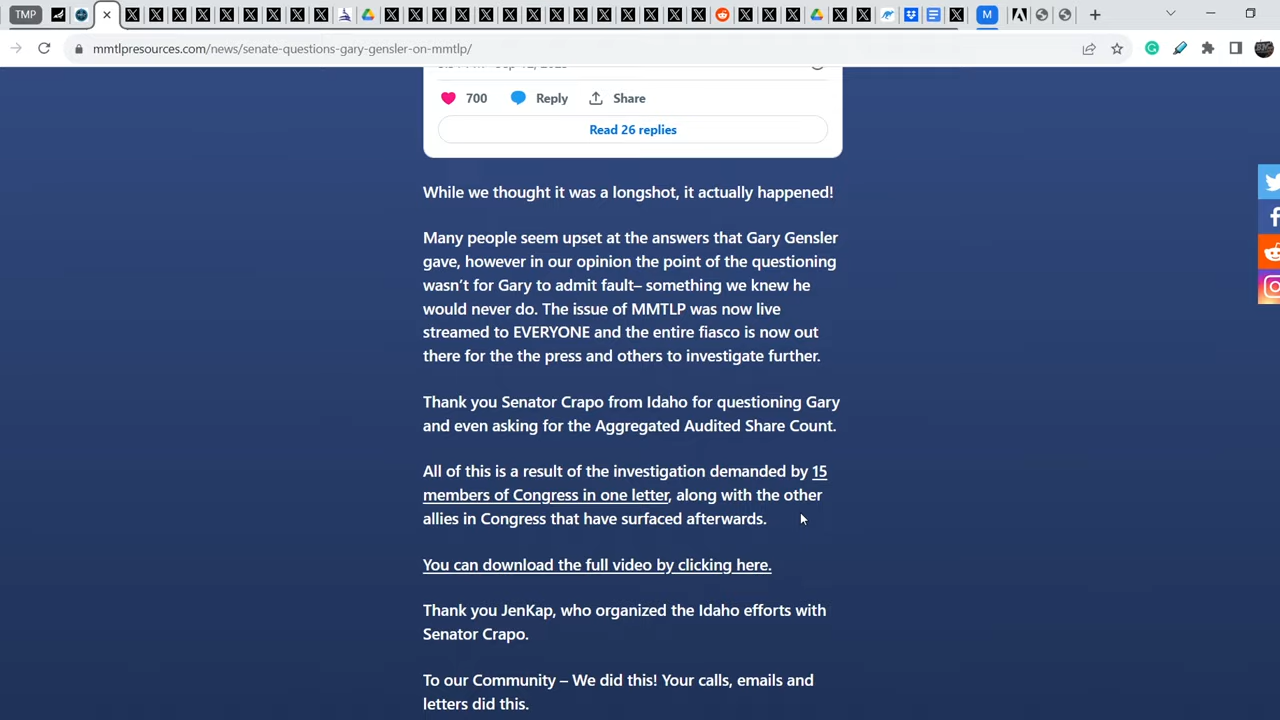 TMP
M
mmtlpresources.com/news/senate-questions-gary-gensler-on-mmtlp/
700 Reply Share
Read 26 replies
While we thought it was a longshot, it actually happened!
Many people seem upset at the answers that Gary Gensler
gave, however in our opinion the point of the questioning
wasn’t for Gary to admit fault– something we knew he
would never do. The issue of MMTLP was now live
streamed to EVERYONE and the entire fiasco is now out
there for the the press and others to investigate further.
Thank you Senator Crapo from Idaho for questioning Gary
and even asking for the Aggregated Audited Share Count.
All of this is a result of the investigation demanded by 15
members of Congress in one letter, along with the other
allies in Congress that have surfaced afterwards.
You can download the full video by clicking here.
Thank you JenKap, who organized the Idaho efforts with
Senator Crapo.
To our Community – We did this! Your calls, emails and
letters did this.